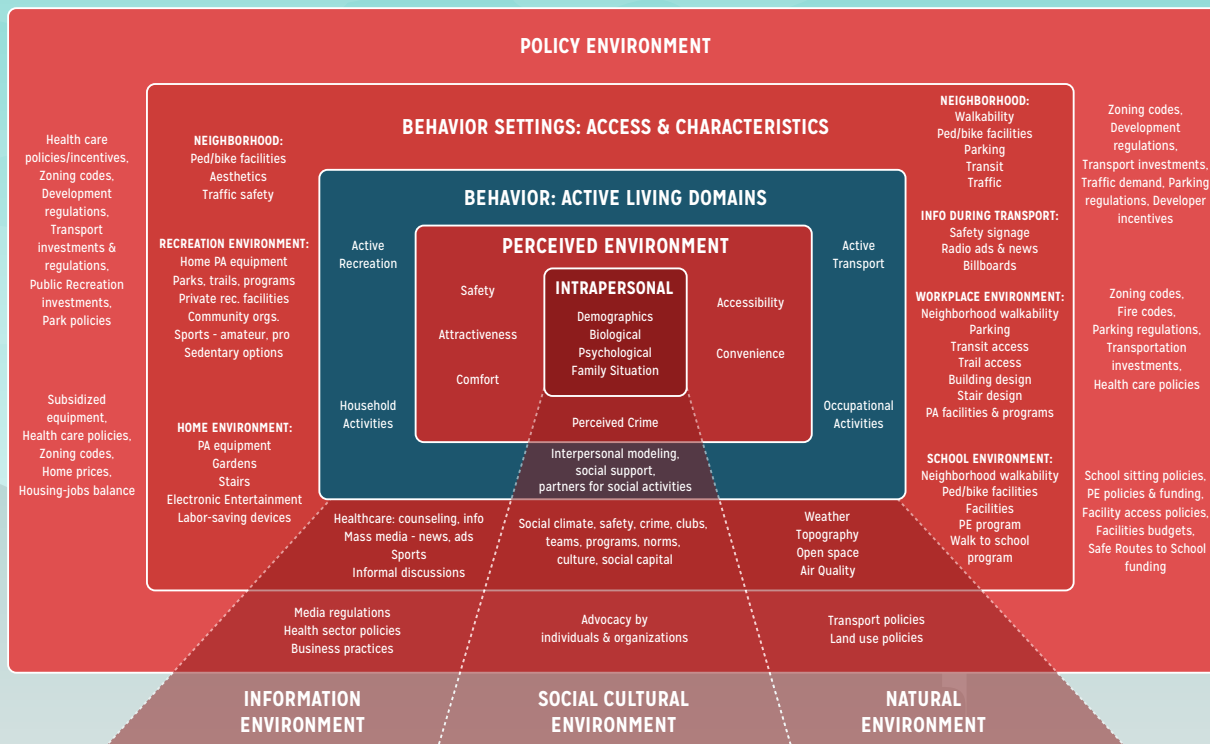 POLICY ENVIRONMENT
Health care
policies/incentives,
Zoning codes,
Development
regulations,
Transport
investments &
regulations,
Public Recreation
investments,
Park policies
Subsidized
equipment,
Health care policies,
Zoning codes,
Home prices,
Housing-jobs balance
BEHAVIOR SETTINGS: ACCESS & CHARACTERISTICS
NEIGHBORHOOD:
Ped/bike facilities
Aesthetics
Traffic safety
RECREATION ENVIRONMENT:
Home PA equipment
Parks, trails, programs
Private rec. facilities
Community orgs.
Sports - amateur, pro
Sedentary options
HOME ENVIRONMENT:
PA equipment
Gardens
Stairs
Electronic Entertainment
Labor-saving devices
BEHAVIOR: ACTIVE LIVING DOMAINS
Active
Recreation
Household
Activities
PERCEIVED ENVIRONMENT
Safety
Attractiveness
Comfort
INTRAPERSONAL
Demographics
Biological
Psychological
Family Situation
Accessibility
Convenience
Perceived Crime
Active
Transport
Occupational
Activities
Interpersonal modeling,
social support,
partners for social activities
NEIGHBORHOOD:
Walkability
Ped/bike facilities
Parking
Transit
Traffic
INFO DURING TRANSPORT:
Safety signage
Radio ads & news
Billboards
WORKPLACE ENVIRONMENT:
Neighborhood walkability
Parking
Transit access
Trail access
Building design
Stair design
PA facilities & programs
SCHOOL ENVIRONMENT:
Neighborhood walkability
Ped/bike facilities
Facilities
PE program
Walk to school
program
Zoning codes,
Development
regulations,
Transport investments,
Traffic demand, Parking
regulations, Developer
incentives
Zoning codes,
Fire codes,
Parking regulations,
Transportation
investments,
Health care policies
School sitting policies,
PE policies & funding,
Facility access policies,
Facilities budgets,
Safe Routes to School
funding
Healthcare: counseling, info
Mass media - news, ads
Sports
Informal discussions
Social climate, safety, crime, clubs,
teams, programs, norms,
culture, social capital
Weather
Topography
Open space
Air Quality
Media regulations
Health sector policies
Business practices
Advocacy by
individuals & organizations
Transport policies
Land use policies
INFORMATION
ENVIRONMENT
SOCIAL CULTURAL
ENVIRONMENT
NATURAL
ENVIRONMENT